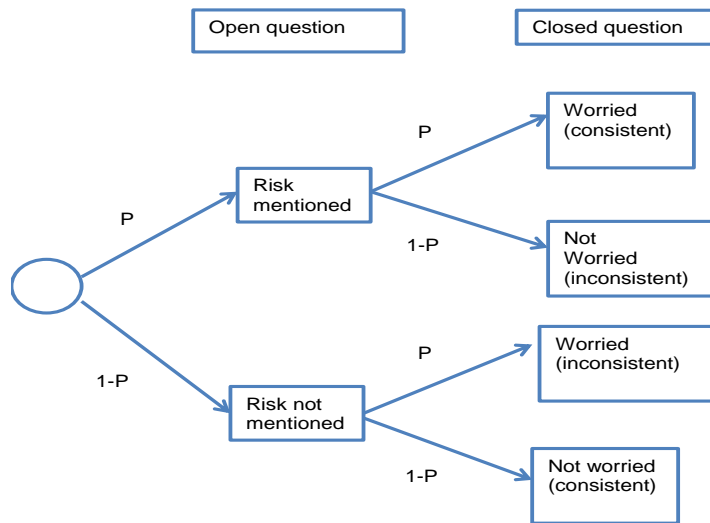 Open question
Closed question
Worried
(consistent)
P
Risk
mentioned
P
1-P
Not
Worried
(inconsistent)
P
Worried
(inconsistent)
1-P
Risk not
mentioned
1-P
Not worried
(consistent)